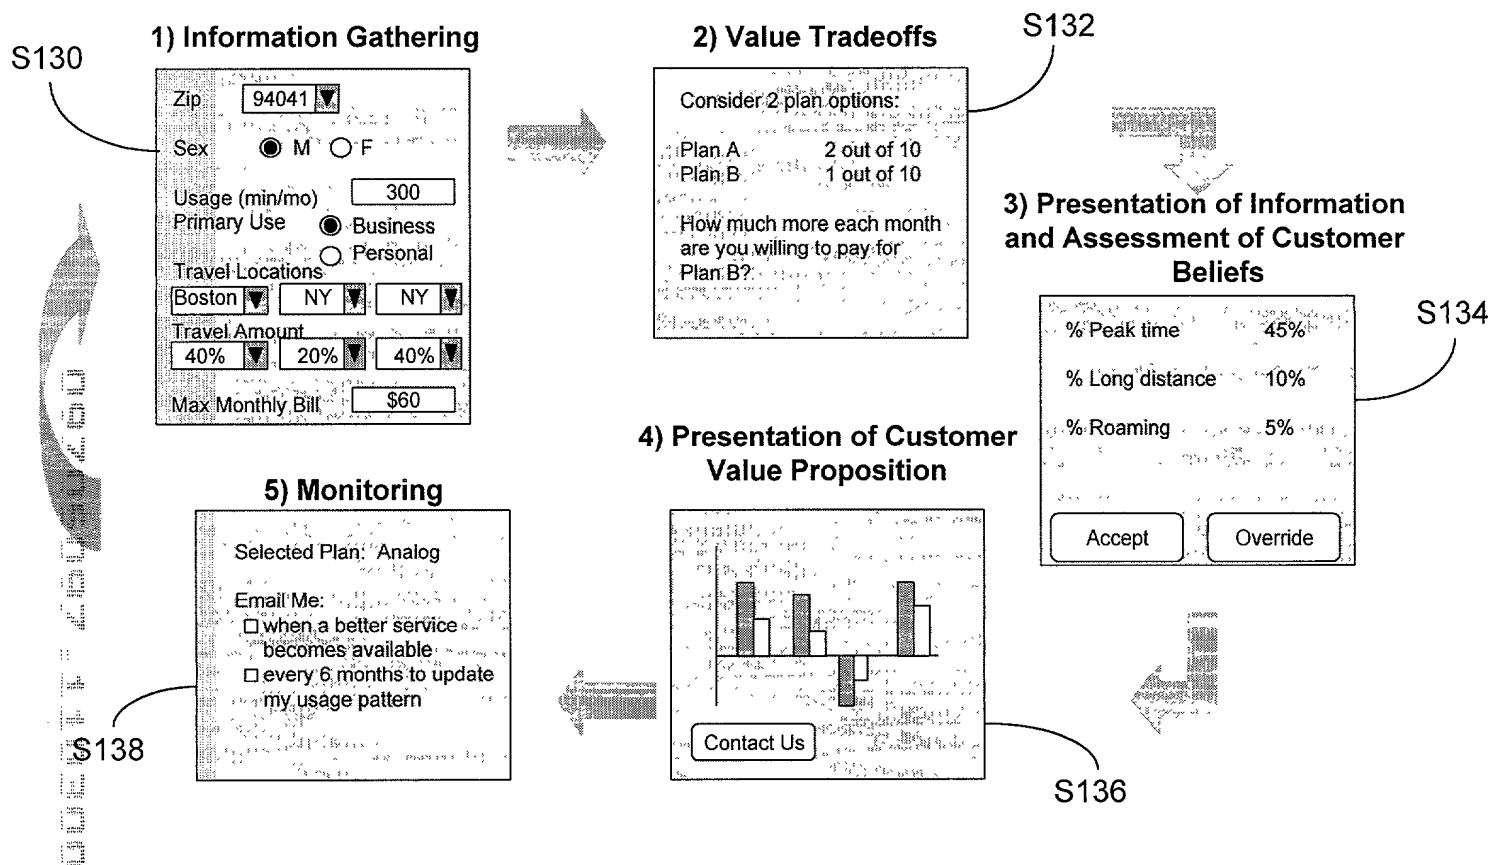 1) Information Gathering
S130
Zip 94041
Sex M F
Usage (min/mo) 300
Primary Use Business
Personal
Travel Locations
Boston NY NY
Travel Amount
40% 20% 40%
Max Monthly Bill $60
2) Value Tradeoffs
S132
Consider 2 plan options:
Plan A 2 out of 10
Plan B 1 out of 10
How much more each month
are you willing to pay for
Plan B?
3) Presentation of Information
and Assessment of Customer
Beliefs
S134
% Peak time 45%
% Long distance 10%
% Roaming 5%
Accept Override
4) Presentation of Customer
Value Proposition
Contact Us
S136
5) Monitoring
Selected Plan: Analog
Email Me:
when a better service
becomes available
every 6 months to update
my usage pattern
S138